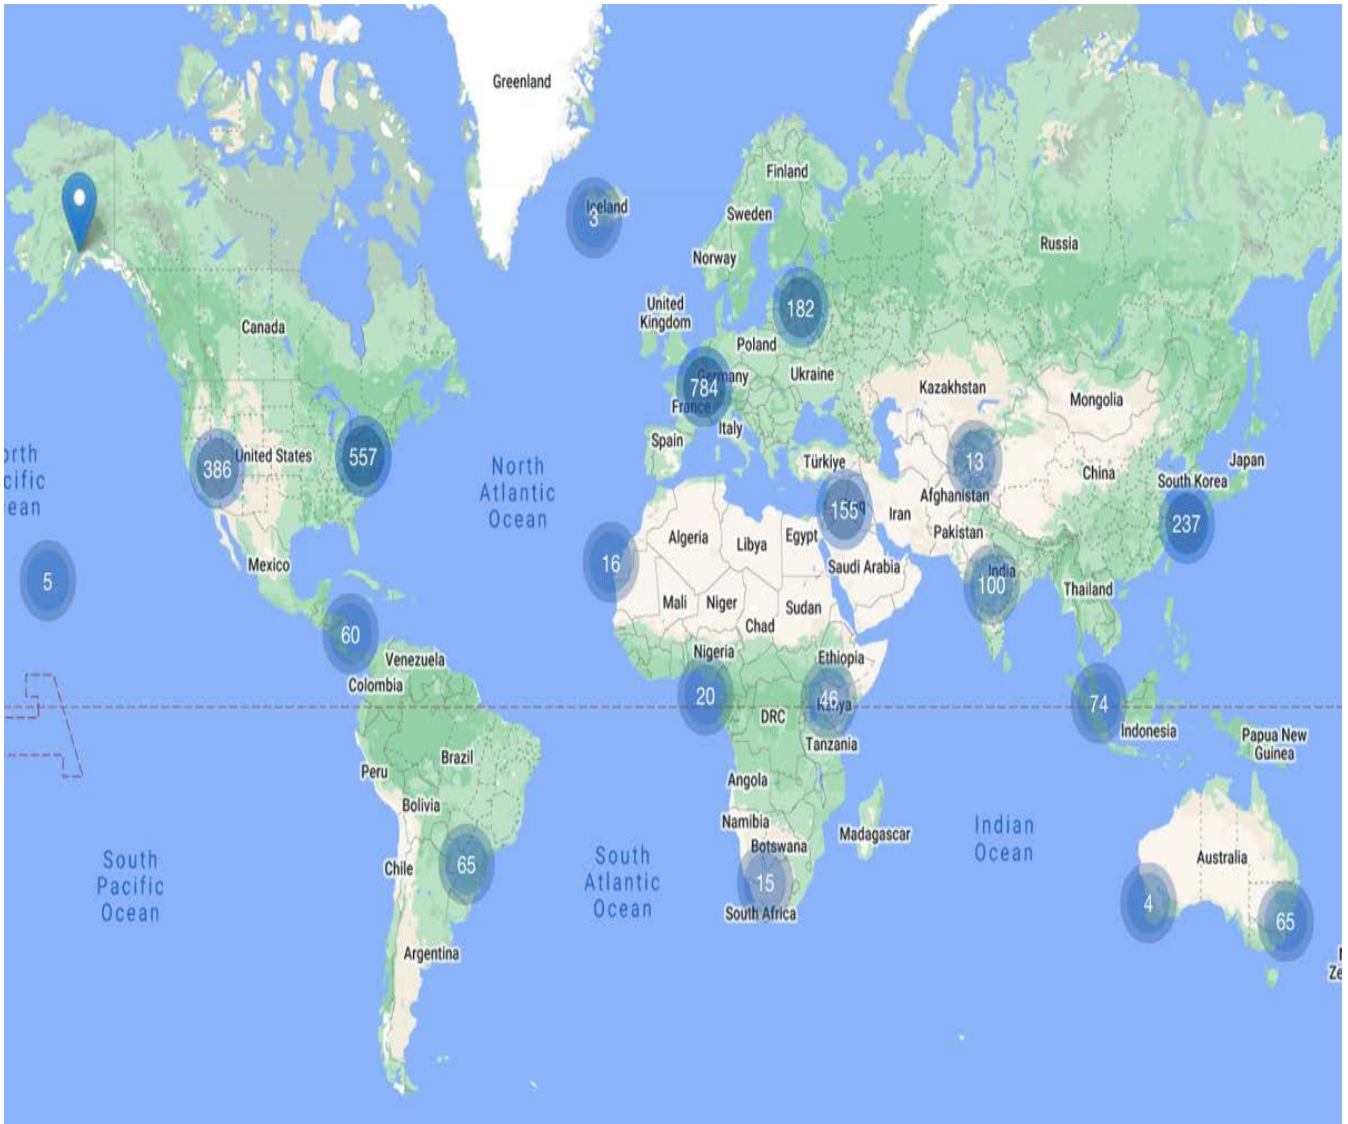 Greenland
3
Iceland
Finland
Sweden
Norway
Russia
182
United
Kingdom
Canada
Poland
Germany
784
Ukraine
France
Kazakhstan
Mongolia
Italy
Spain
386
United States
557
North
Atlantic
Ocean
Türkiye
13
China
Japan
South Korea
Afghanistan
155
Iran
237
Pakistan
Algeria
Libya
Egypt
16
Saudi Arabia
India
100
Thailand
Mexico
5
Mali
Niger
Sudan
Chad
60
Venezuela
Colombia
Nigeria
Ethiopia
20
46
Kenya
74
DRC
Tanzania
Indonesia
Papua New
Guinea
Brazil
Peru
Bolivia
Angola
Namibia
Botswana
Madagascar
Indian
Ocean
Australia
South
Pacific
Ocean
Chile
65
South
Atlantic
Ocean
15
South Africa
4
65
Argentina